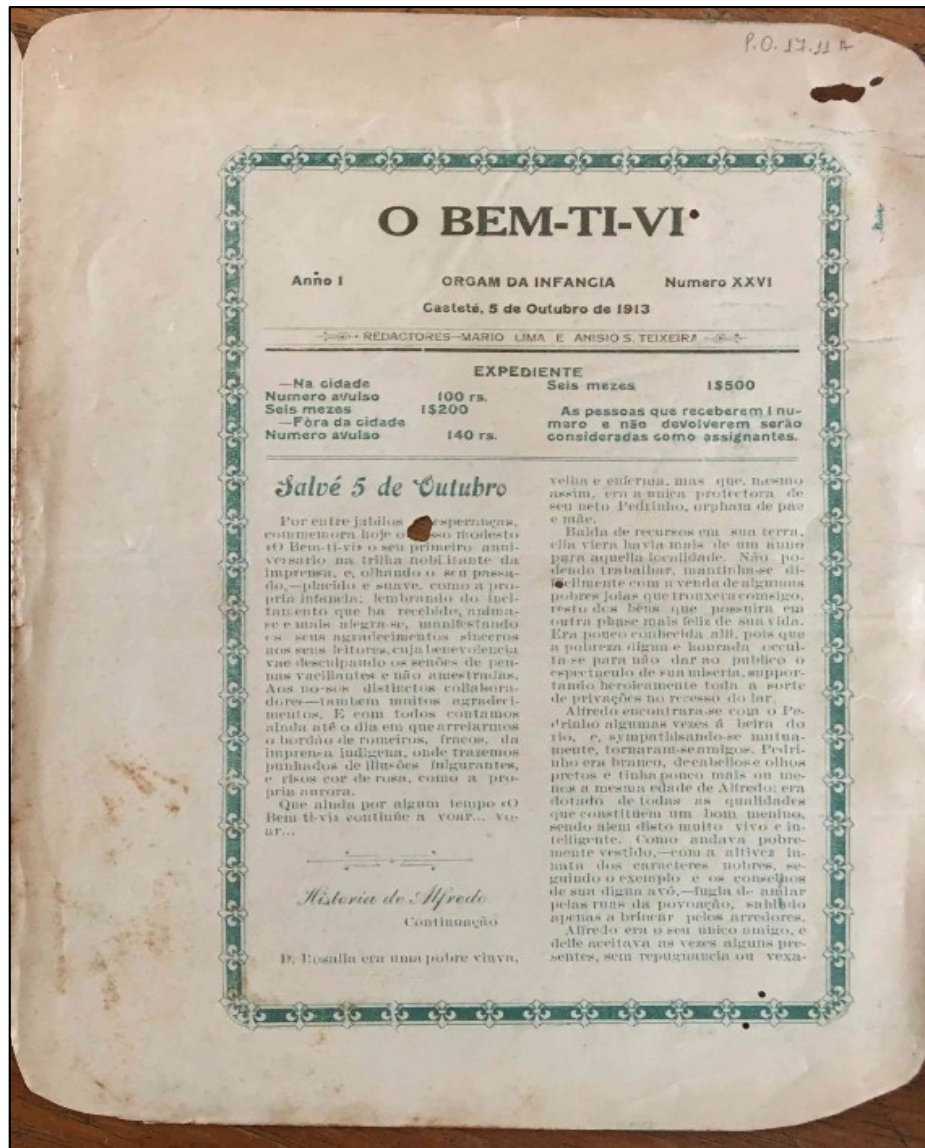 P.O. 17.11 A
O BEM-TI-VI
Anno I ORGAM DA INFANCIA Numero XXVI
Caeteté, 5 de Outubro de 1913
REDACTORES—MARIO LIMA E ANISIO S. TEIXEIRA
EXPEDIENTE
—Na cidade
Numero avulso 100 rs.
Seis mezes 1$200
—Fóra da cidade
Numero avulso 140 rs.
Seis mezes 1$500
As pessoas que receberem 1 nu-
mero e não devolverem serão
consideradas como assignantes.
Salvé 5 de Outubro
Por entre jubilos esperanças,
commemora hoje o modesto
«O Bem-ti-vi» o seu primeiro anni-
versario na trilha nobilitante da
imprensa, e, olhando o seu passa-
do,—placido e suave, como a pro-
pria infancia; lembrando do inci-
tamento que ha recebido, anima-
se e mais alegra-se, manifestando
os seus agradecimentos sinceros
aos seus leitores, cuja benevolencia
vae desculpando os senões de pen-
nas vacillantes e não amestradas.
Aos nossos distinctos collabora-
dores—tambem muitos agradeci-
mentos. E com todos contamos
ainda até o dia em que arreiarmos
o bordão de romeiros, fracos, da
imprensa indigena, onde trazemos
punhados de illusões fulgurantes,
e risos cor de rosa, como a pro-
pria aurora.
Que ainda por algum tempo «O
Bem-ti-vi» continúe a voar... vo-
ar...
Historia de Alfredo
Continuação
D. Rosalia era uma pobre viuva,
velha e enferma, mas que, mesmo
assim, era a unica protectora de
seu neto Pedrinho, orpham de pae
e mãe.
Balda de recursos em sua terra,
ella viera havia mais de um anno
para aquella localidade. Não po-
dendo trabalhar, mantinha-se di-
ficilmente com a venda de algumas
pobres joias que trouxera comsigo,
resto dos bens que possuira em
outra phase mais feliz de sua vida.
Era pouco conhecida alli, pois que
a pobreza digna e honrada occul-
ta-se para não dar ao publico o
espectaculo de sua miseria, suppor-
tando heroicamente toda a sorte
de privações no recesso do lar.
Alfredo encontrara-se com o Pe-
drinho algumas vezes á beira do
rio, e, sympathisando-se mutua-
mente, tornaram-se amigos. Pedri-
nho era branco, de cabellos e olhos
pretos e tinha pouco mais ou me-
nos a mesma edade de Alfredo; era
dotado de todas as qualidades
que constituem um bom menino,
sendo alem disto muito vivo e in-
telligente. Como andava pobre-
mente vestido,—com a altivez in-
nata dos caracteres nobres, se-
guindo o exemplo e os conselhos
de sua digna avó,—fugia de andar
pelas ruas da povoação, sahindo
apenas a brincar pelos arredores.
Alfredo era o seu unico amigo, e
delle aceitava as vezes alguns pre-
sentes, sem repugnancia ou vexa-